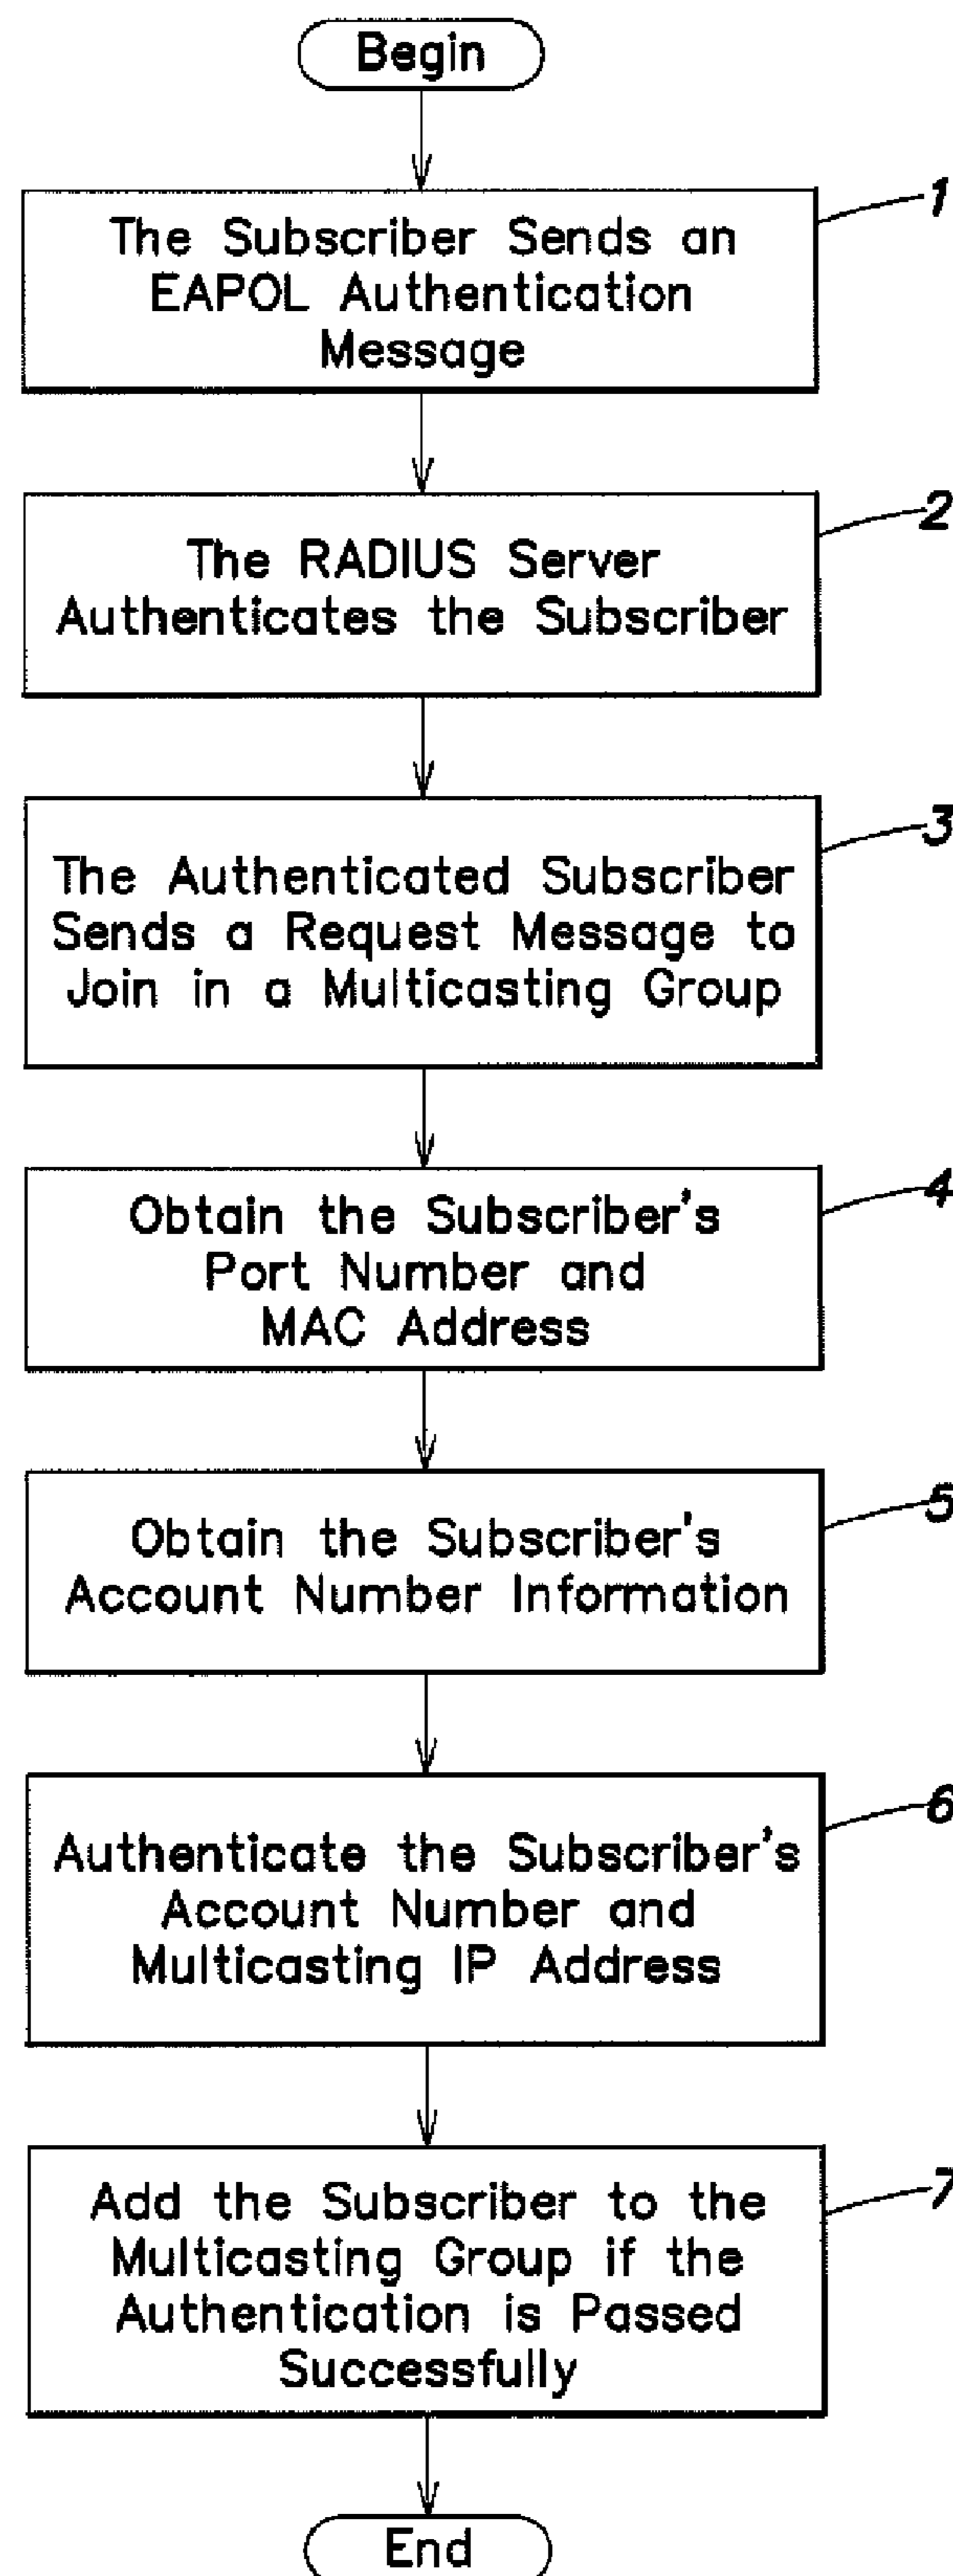 Begin
1
The Subscriber Sends an
EAPOL Authentication
Message
2
The RADIUS Server
Authenticates the Subscriber
3
The Authenticated Subscriber
Sends a Request Message to
Join in a Multicasting Group
4
Obtain the Subscriber's
Port Number and
MAC Address
5
Obtain the Subscriber's
Account Number Information
6
Authenticate the Subscriber's
Account Number and
Multicasting IP Address
7
Add the Subscriber to the
Multicasting Group if the
Authentication is Passed
Successfully
End